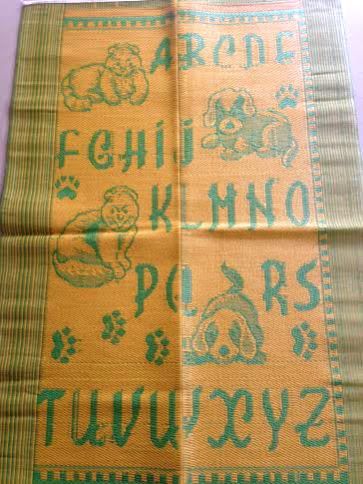 ABCDE
FGHIJ
KLMNO
PQRS
TUVWXYZ